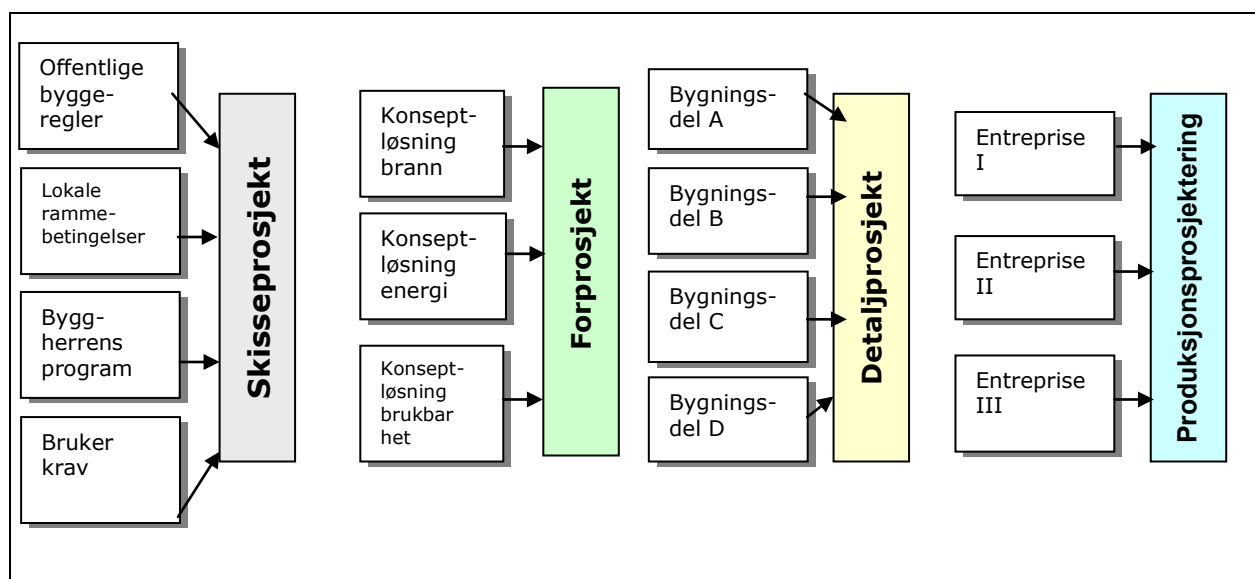 Offentlige
bygge-
regler
Lokale
ramme-
betingelser
Bygg-
herrens
program
Bruker
krav
Skisseprosjekt
Konsept-
løsning
brann
Konsept-
løsning
energi
Konsept-
løsning
brukbar
het
Forprosjekt
Bygnings-
del A
Bygnings-
del B
Bygnings-
del C
Bygnings-
del D
Detaljprosjekt
Entreprise
I
Entreprise
II
Entreprise
III
Produksjonsprosjektering